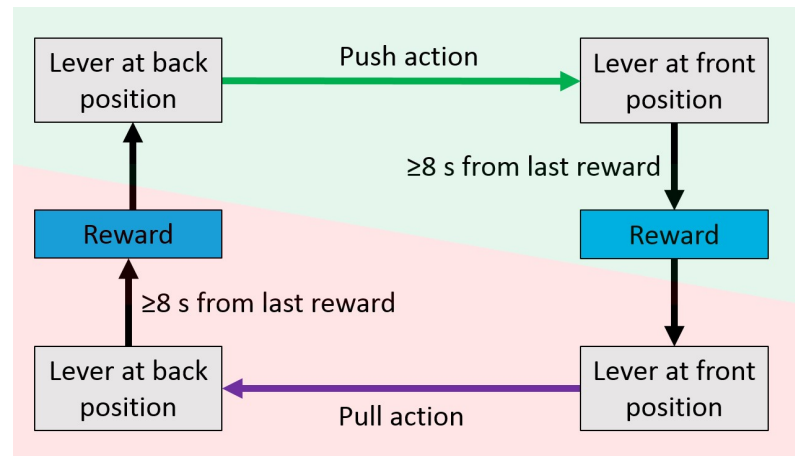 Lever at back
position
Push action
Lever at front
position
≥8 s from last reward
Reward
Reward
≥8 s from last reward
Lever at back
position
Pull action
Lever at front
position